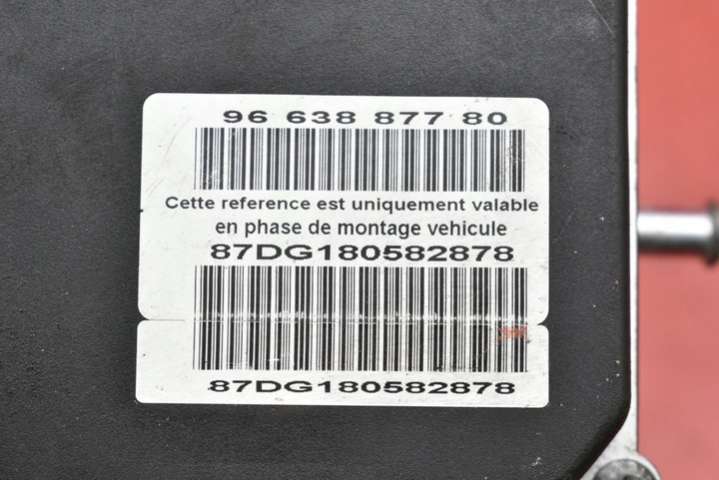 96 638 877 80
Cette reference est uniquement valable
en phase de montage vehicule
87DG180582878
87DG180582878